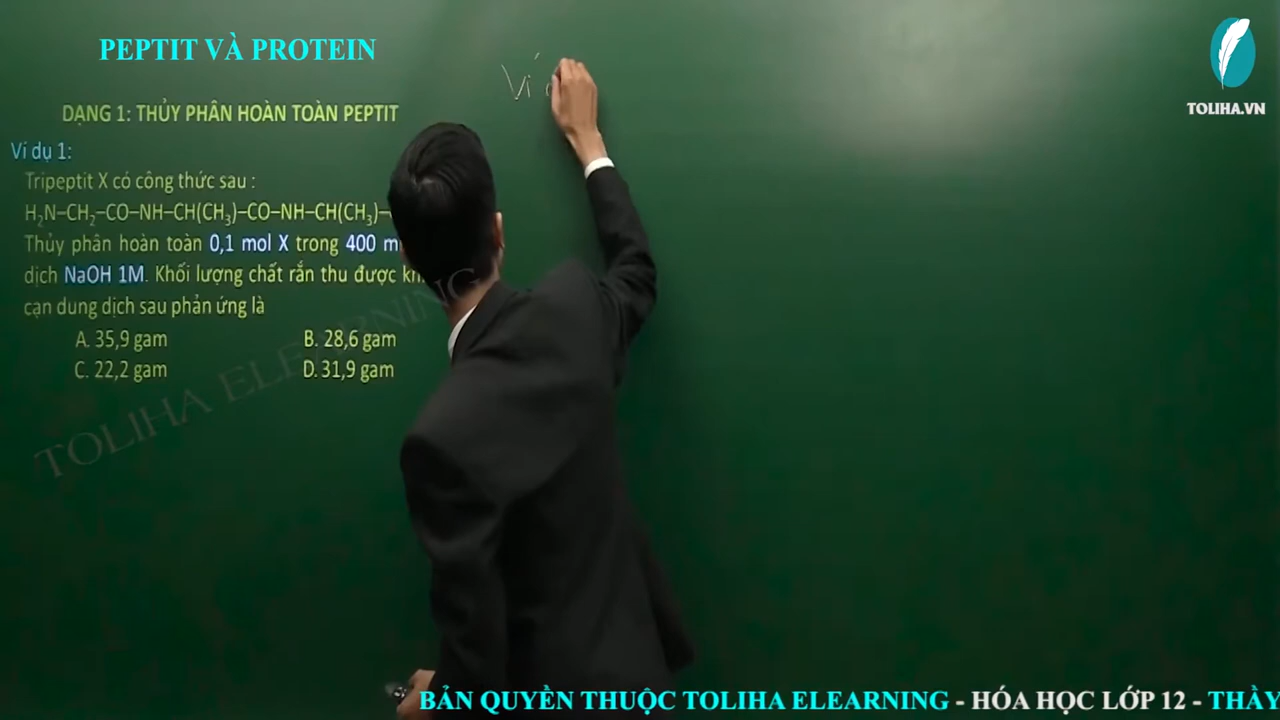 PEPTIT VÀ PROTEIN
TOLIHA.VN
Ví
DẠNG 1: THỦY PHÂN HOÀN TOÀN PEPTIT
Ví dụ 1:
Tripeptit X có công thức sau :
H₂N–CH₂–CO–NH–CH(CH₃)–CO–NH–CH(CH₃)–
Thủy phân hoàn toàn 0,1 mol X trong 400 m
dịch NaOH 1M. Khối lượng chất rắn thu được
cạn dung dịch sau phản ứng là
A. 35,9 gam B. 28,6 gam
C. 22,2 gam D. 31,9 gam
TOLIHA ELEARNING
BẢN QUYỀN THUỘC TOLIHA ELEARNING - HÓA HỌC LỚP 12 - THẦY